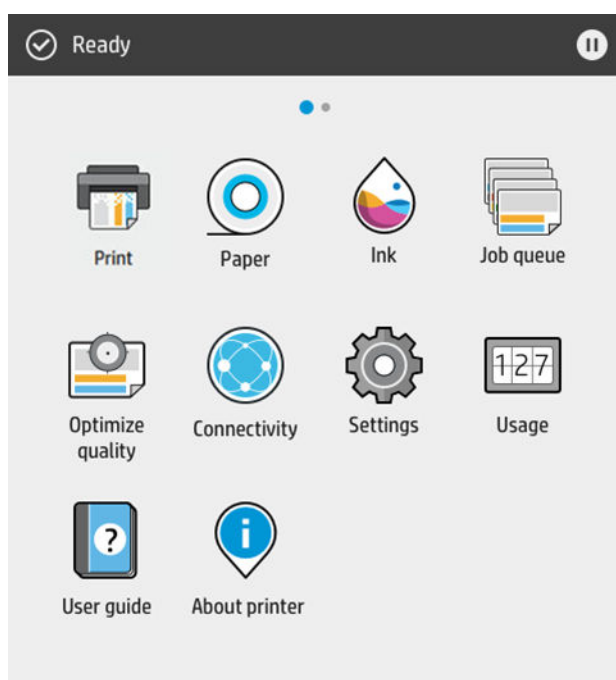 Ready
Print
Paper
Ink
Job queue
127
Optimize
quality
Connectivity
Settings
Usage
?
User guide
i
About printer